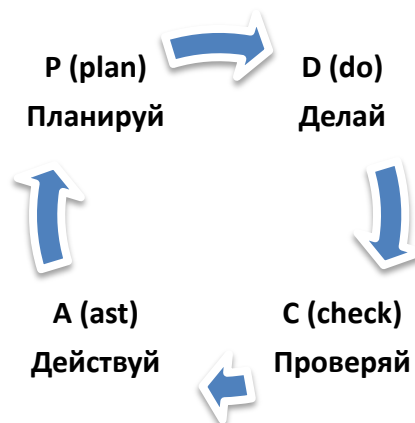 P (plan)
Планируй
D (do)
Делай
C (check)
Проверяй
A (ast)
Действуй